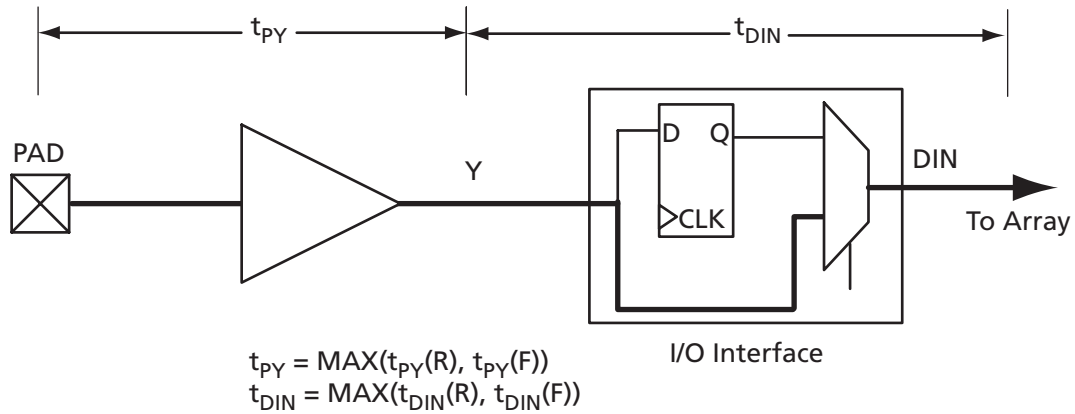 tPY
tDIN
PAD
Y
D
Q
CLK
DIN
To Array
I/O Interface
tPY = MAX(tPY(R), tPY(F))
tDIN = MAX(tDIN(R), tDIN(F))